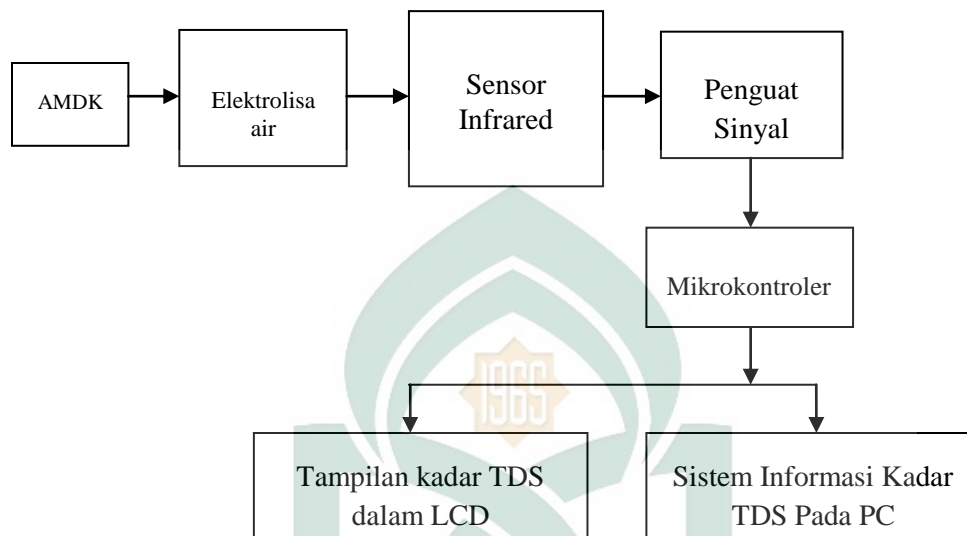 AMDK
Elektrolisa
air
Sensor
Infrared
Penguat
Sinyal
Mikrokontroler
1965
Tampilan kadar TDS
dalam LCD
Sistem Informasi Kadar
TDS Pada PC